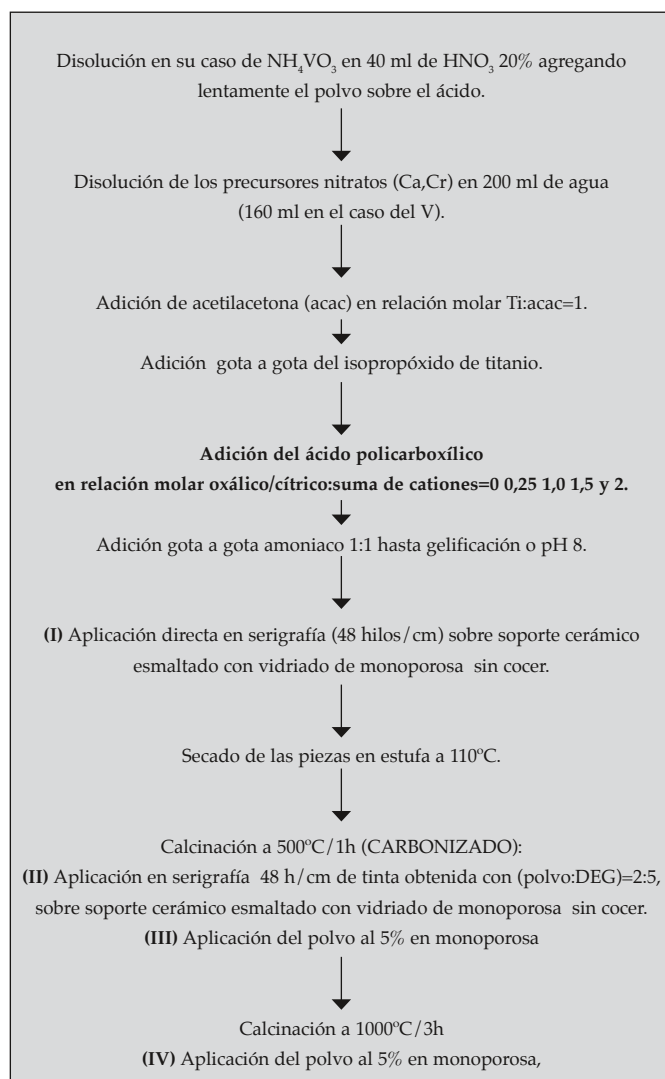 Disolución en su caso de NH₄VO₃ en 40 ml de HNO₃ 20% agregando
lentamente el polvo sobre el ácido.
Disolución de los precursores nitratos (Ca,Cr) en 200 ml de agua
(160 ml en el caso del V).
Adición de acetilacetona (acac) en relación molar Ti:acac=1.
Adición gota a gota del isopropóxido de titanio.
Adición del ácido policarboxílico
en relación molar oxálico/cítrico:suma de cationes=0 0,25 1,0 1,5 y 2.
Adición gota a gota amoniaco 1:1 hasta gelificación o pH 8.
(I) Aplicación directa en serigrafía (48 hilos/cm) sobre soporte cerámico
esmaltado con vidriado de monoporosa sin cocer.
Secado de las piezas en estufa a 110ºC.
Calcinación a 500ºC/1h (CARBONIZADO):
(II) Aplicación en serigrafía 48 h/cm de tinta obtenida con (polvo:DEG)=2:5,
sobre soporte cerámico esmaltado con vidriado de monoporosa sin cocer.
(III) Aplicación del polvo al 5% en monoporosa
Calcinación a 1000ºC/3h
(IV) Aplicación del polvo al 5% en monoporosa,